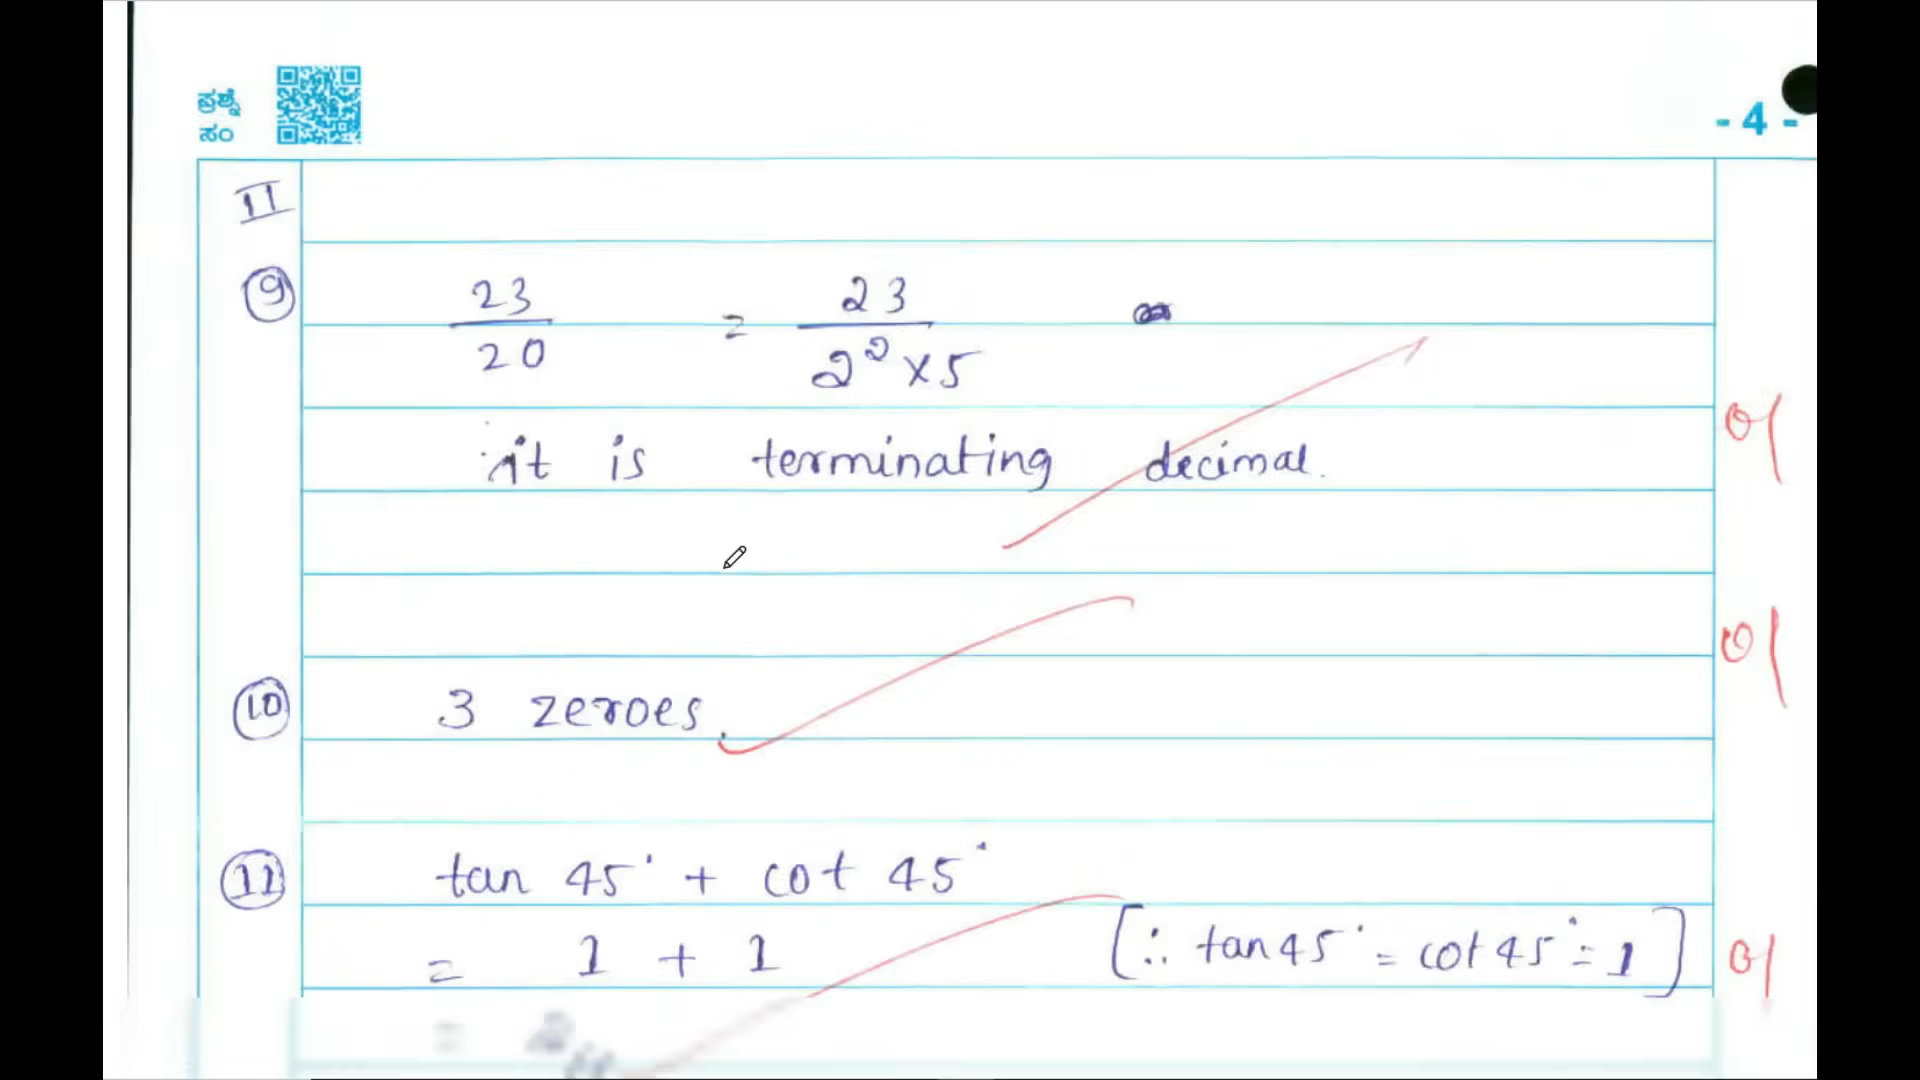 ಪ್ರಶ್ನೆ
ಸಂ
- 4 -
II
9 23/20 = 23/2²×5
it is terminating decimal.
01
01
10 3 zeroes.
11 tan 45° + cot 45°
= 1 + 1 [∴ tan 45° = cot 45° = 1]
01
= 2